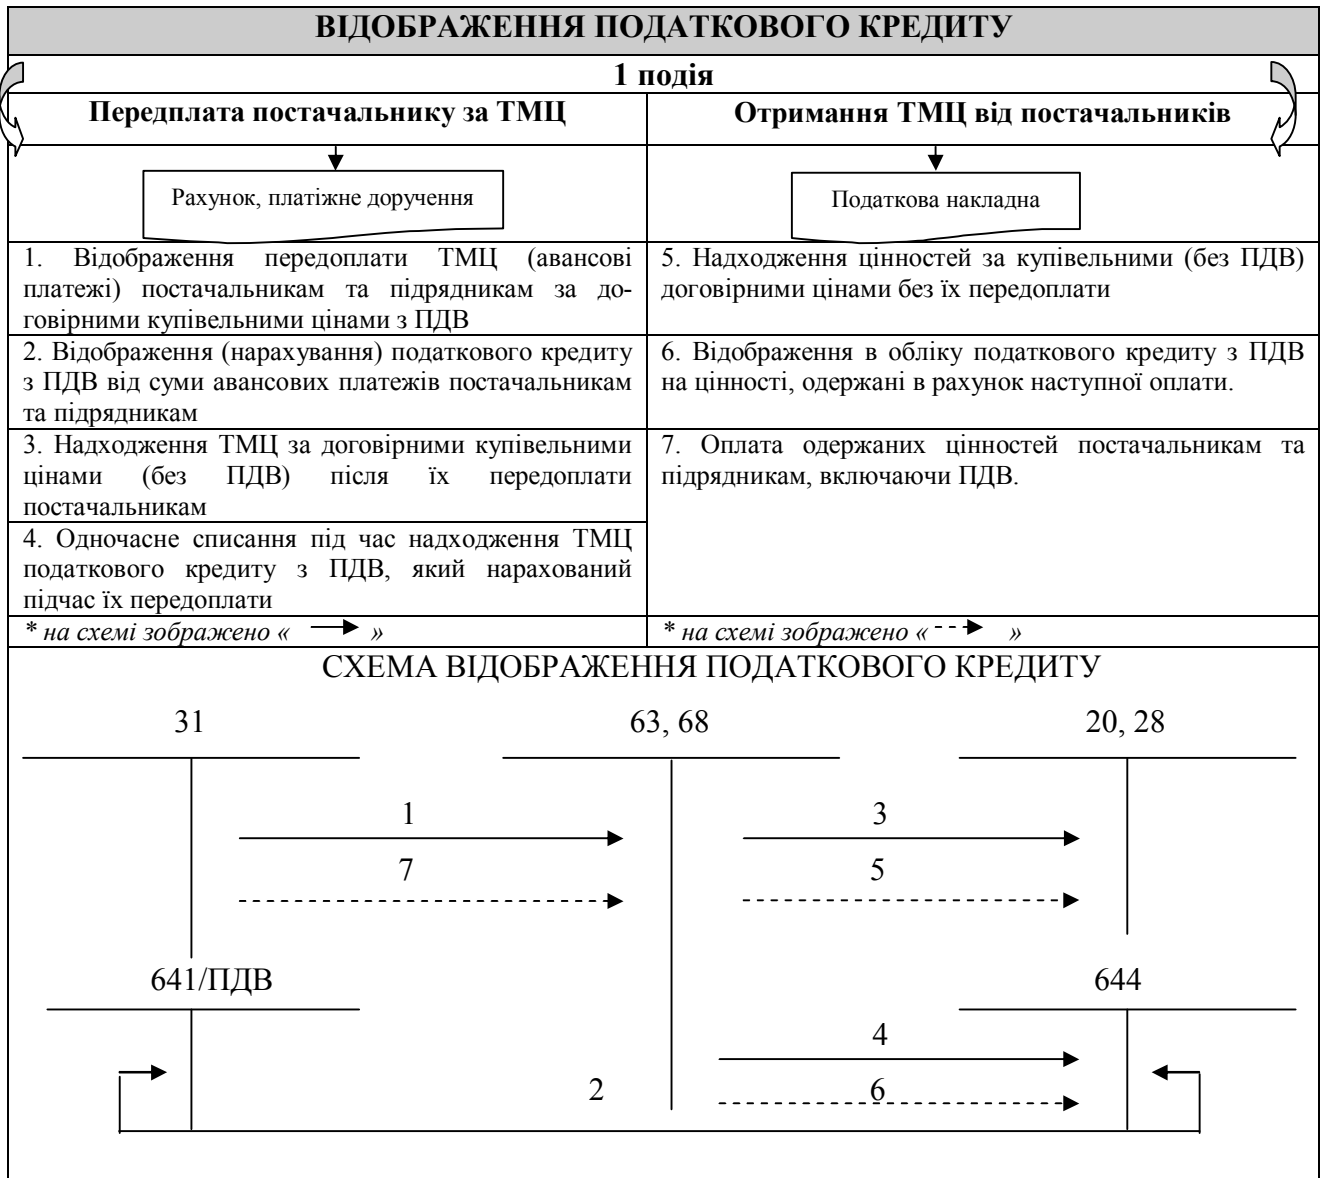 ВІДОБРАЖЕННЯ ПОДАТКОВОГО КРЕДИТУ
1 подія
Передплата постачальнику за ТМЦ
Отримання ТМЦ від постачальників
Рахунок, платіжне доручення
Податкова накладна
1. Відображення передоплати ТМЦ (авансові
платежі) постачальникам та підрядникам за до-
говірними купівельними цінами з ПДВ
5. Надходження цінностей за купівельними (без ПДВ)
договірними цінами без їх передоплати
2. Відображення (нарахування) податкового кредиту
з ПДВ від суми авансових платежів постачальникам
та підрядникам
6. Відображення в обліку податкового кредиту з ПДВ
на цінності, одержані в рахунок наступної оплати.
3. Надходження ТМЦ за договірними купівельними
цінами (без ПДВ) після їх передоплати
постачальникам
7. Оплата одержаних цінностей постачальникам та
підрядникам, включаючи ПДВ.
4. Одночасне списання під час надходження ТМЦ
податкового кредиту з ПДВ, який нарахований
підчас їх передоплати
* на схемі зображено « »
* на схемі зображено « »
СХЕМА ВІДОБРАЖЕННЯ ПОДАТКОВОГО КРЕДИТУ
31
63, 68
20, 28
1
3
7
5
641/ПДВ
644
4
2
6